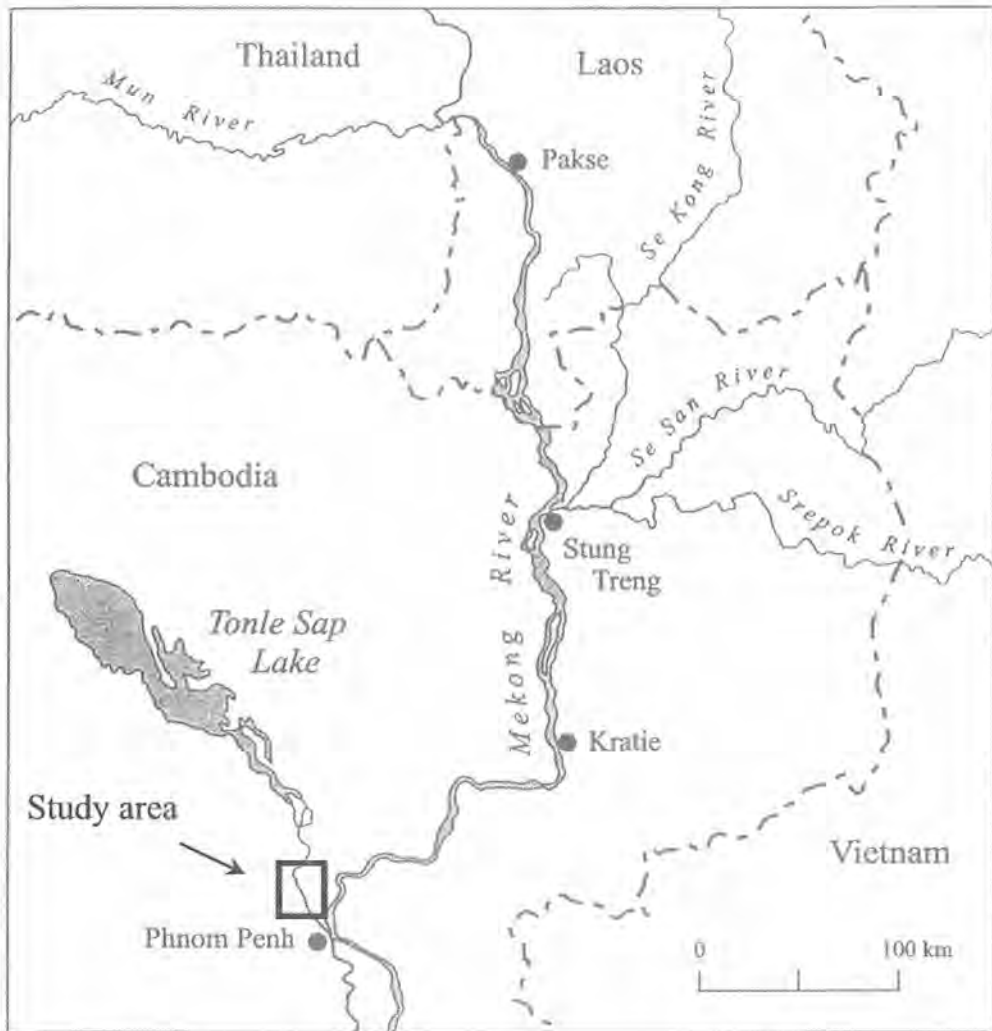 Thailand
Laos
Mun River
Pakse
Se Kong River
Se San River
Cambodia
Srepok River
Mekong River
Stung
Treng
Tonle Sap
Lake
Kratie
Study area
Vietnam
Phnom Penh
0 100 km